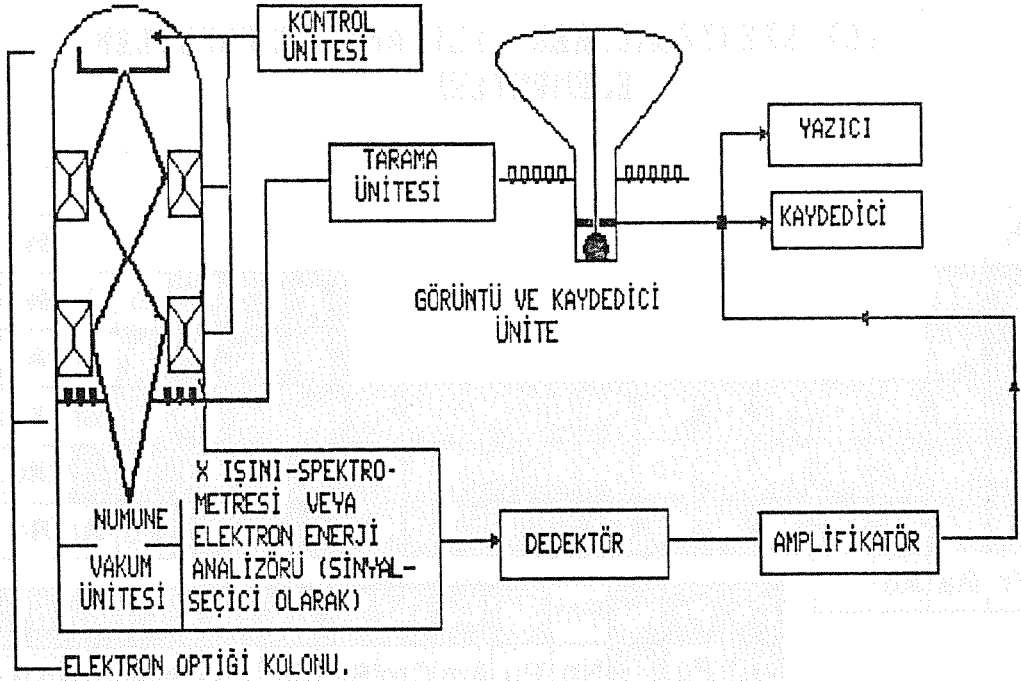 KONTROL
ÜNİTESİ
TARAMA
ÜNİTESİ
YAZICI
KAYDEDİCİ
GÖRÜNTÜ VE KAYDEDİCİ
ÜNİTE
NUMUNE
VAKUM
ÜNİTESİ
X IŞINI-SPEKTRO-
METRESİ VEYA
ELEKTRON ENERJİ
ANALİZÖRÜ (SİNYAL-
SEÇİCİ OLARAK)
DEDEKTÖR
AMPLİFİKATÖR
ELEKTRON OPTİĞİ KOLONU.